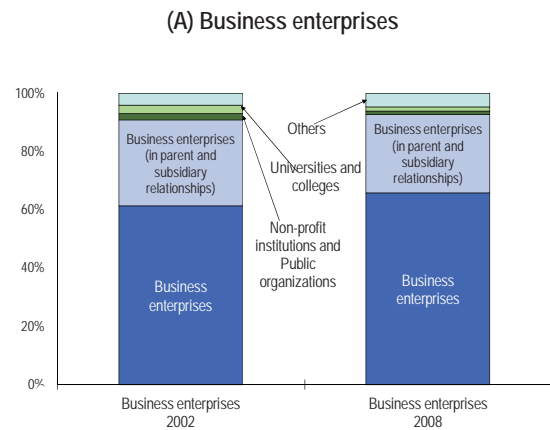 (A) Business enterprises
100%
80%
60%
40%
20%
0%
Business enterprises
(in parent and
subsidiary
relationships)
Business
enterprises
Others
Universities and
colleges
Non-profit
institutions and
Public
organizations
Business enterprises
(in parent and
subsidiary
relationships)
Business
enterprises
Business enterprises
2002
Business enterprises
2008